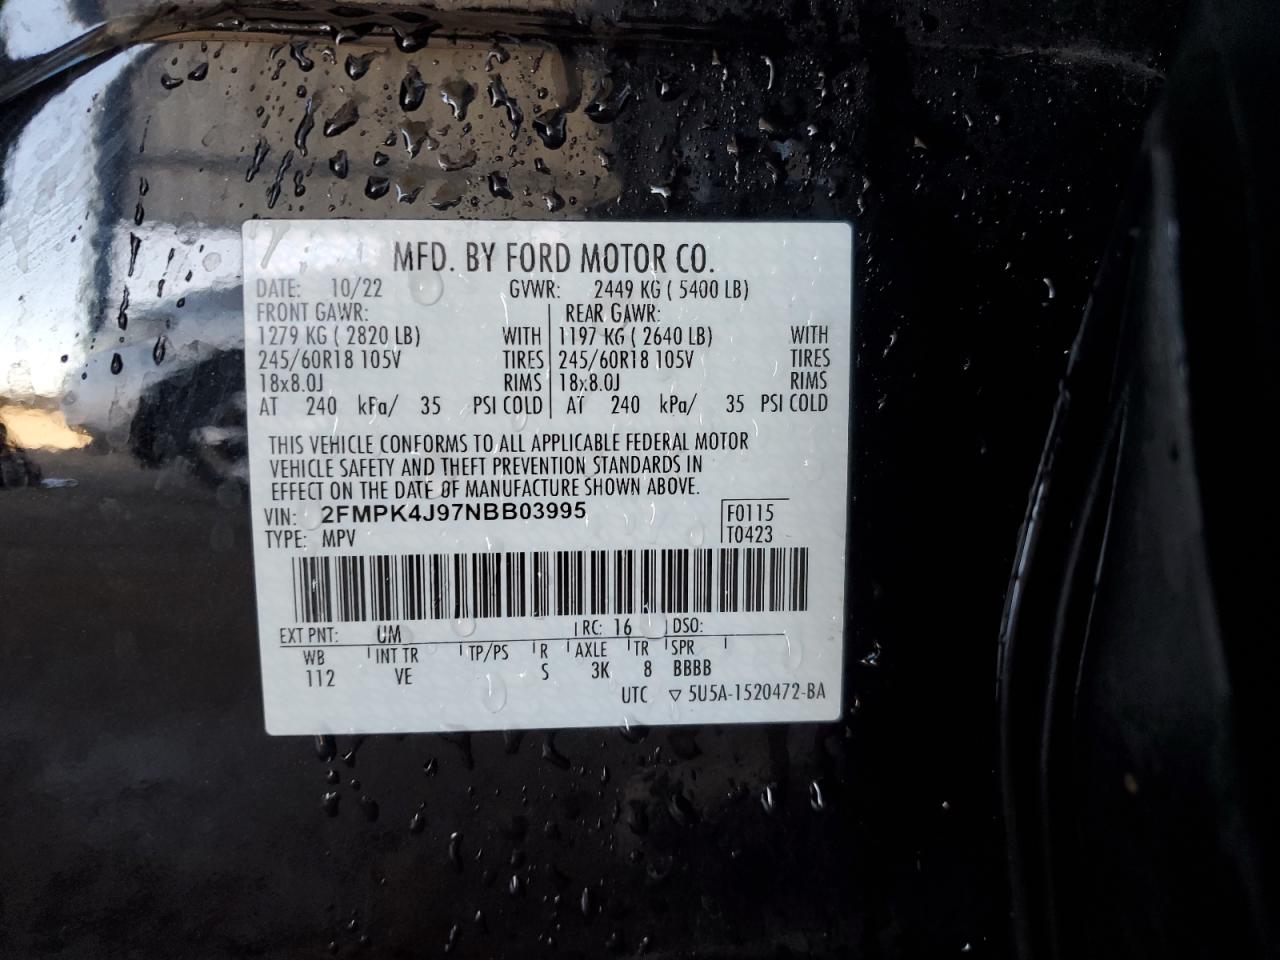 MFD. BY FORD MOTOR CO.
DATE: 10/22 GVWR: 2449 KG ( 5400 LB)
FRONT GAWR: REAR GAWR:
1279 KG ( 2820 LB) WITH 1197 KG ( 2640 LB) WITH
245/60R18 105V TIRES 245/60R18 105V TIRES
18x8.0J RIMS 18x8.0J RIMS
AT 240 kPa/ 35 PSI COLD AT 240 kPa/ 35 PSI COLD
THIS VEHICLE CONFORMS TO ALL APPLICABLE FEDERAL MOTOR
VEHICLE SAFETY AND THEFT PREVENTION STANDARDS IN
EFFECT ON THE DATE OF MANUFACTURE SHOWN ABOVE.
VIN: 2FMPK4J97NBB03995 F0115
TYPE: MPV T0423
EXT PNT: UM RC: 16 DSO:
WB INT TR TP/PS R AXLE TR SPR
112 VE S 3K 8 BBBB
UTC ▽ 5U5A-1520472-BA